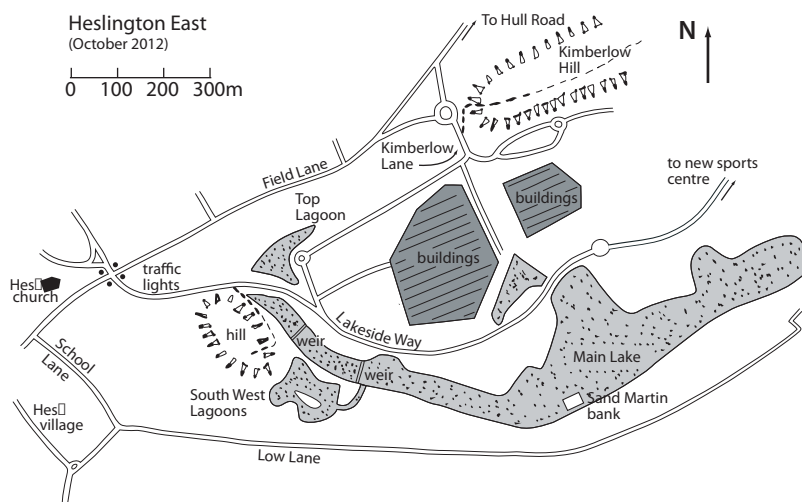 Heslington East
(October 2012)
0 100 200 300m
To Hull Road
Kimberlow
Hill
N
Kimberlow
Lane
Field Lane
to new sports
centre
Top
Lagoon
buildings
buildings
traffic
lights
Hes▯
church
hill
Lakeside Way
weir
weir
Main Lake
School
Lane
South West
Lagoons
Sand Martin
bank
Hes▯
village
Low Lane